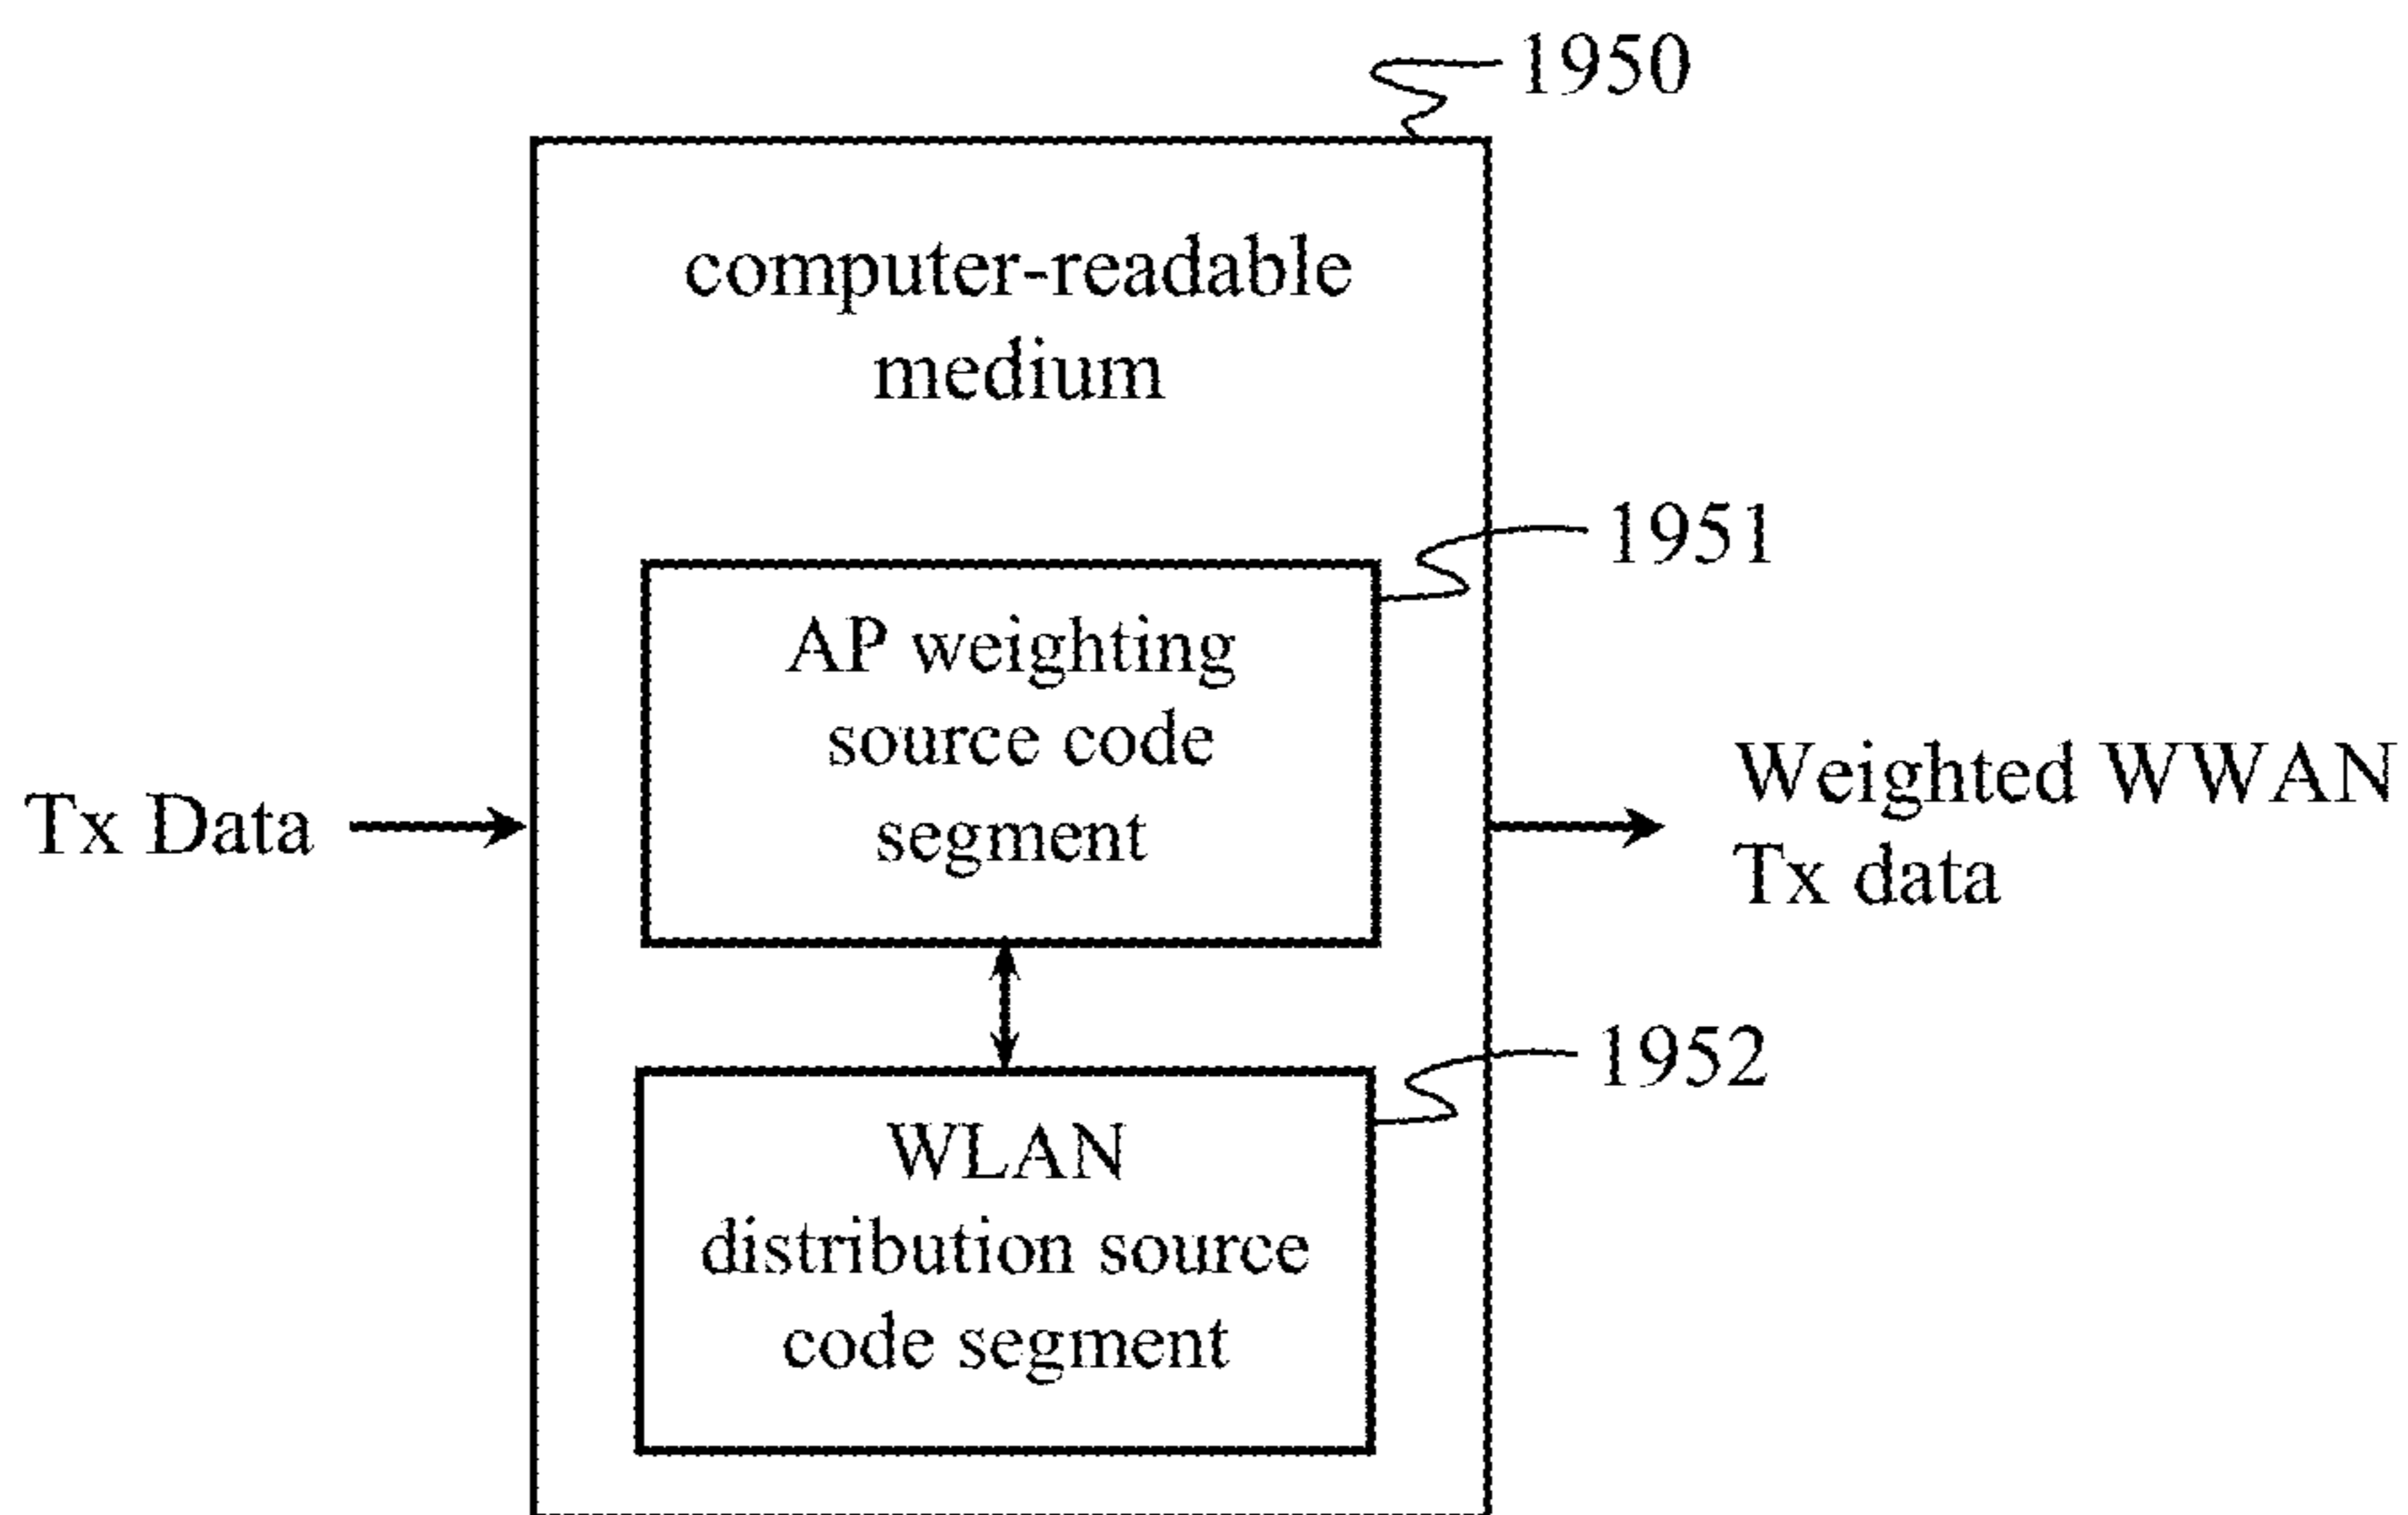 1950
computer-readable
medium
1951
AP weighting
source code
segment
Tx Data
Weighted WWAN
Tx data
1952
WLAN
distribution source
code segment